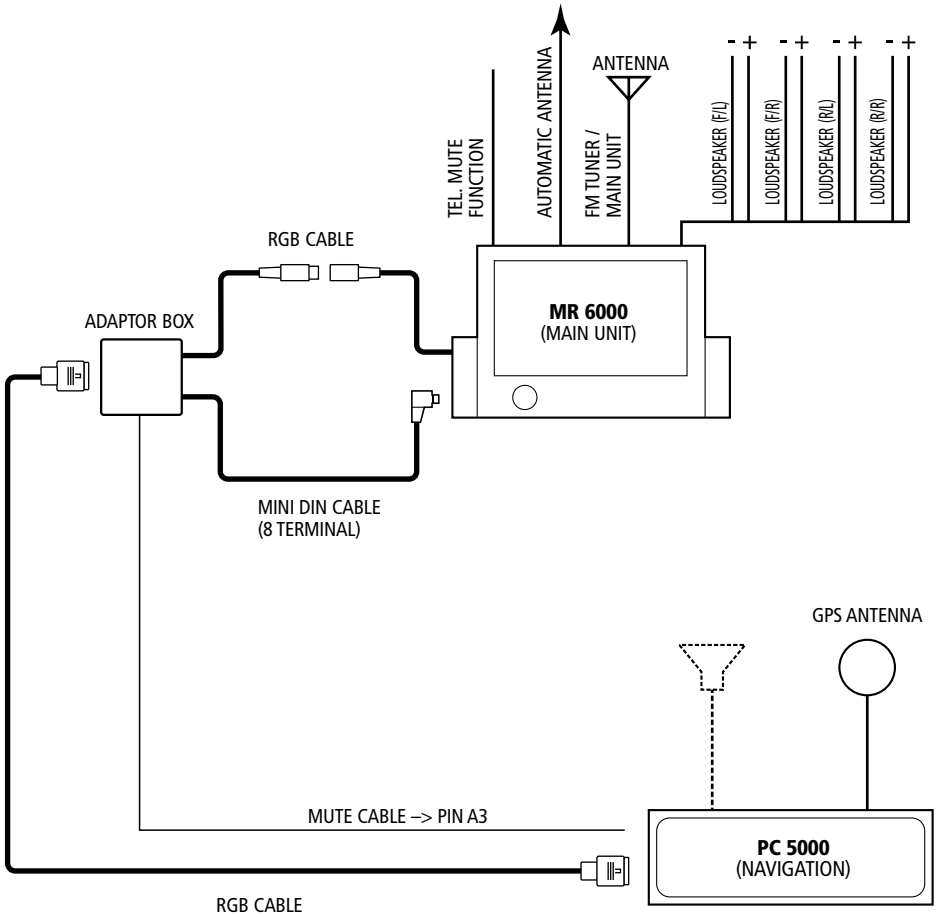 - + - + - + - +
ANTENNA
TEL. MUTE
FUNCTION
AUTOMATIC ANTENNA
FM TUNER /
MAIN UNIT
LOUDSPEAKER (F/L)
LOUDSPEAKER (F/R)
LOUDSPEAKER (R/L)
LOUDSPEAKER (R/R)
RGB CABLE
ADAPTOR BOX
MR 6000
(MAIN UNIT)
MINI DIN CABLE
(8 TERMINAL)
GPS ANTENNA
MUTE CABLE –> PIN A3
PC 5000
(NAVIGATION)
RGB CABLE